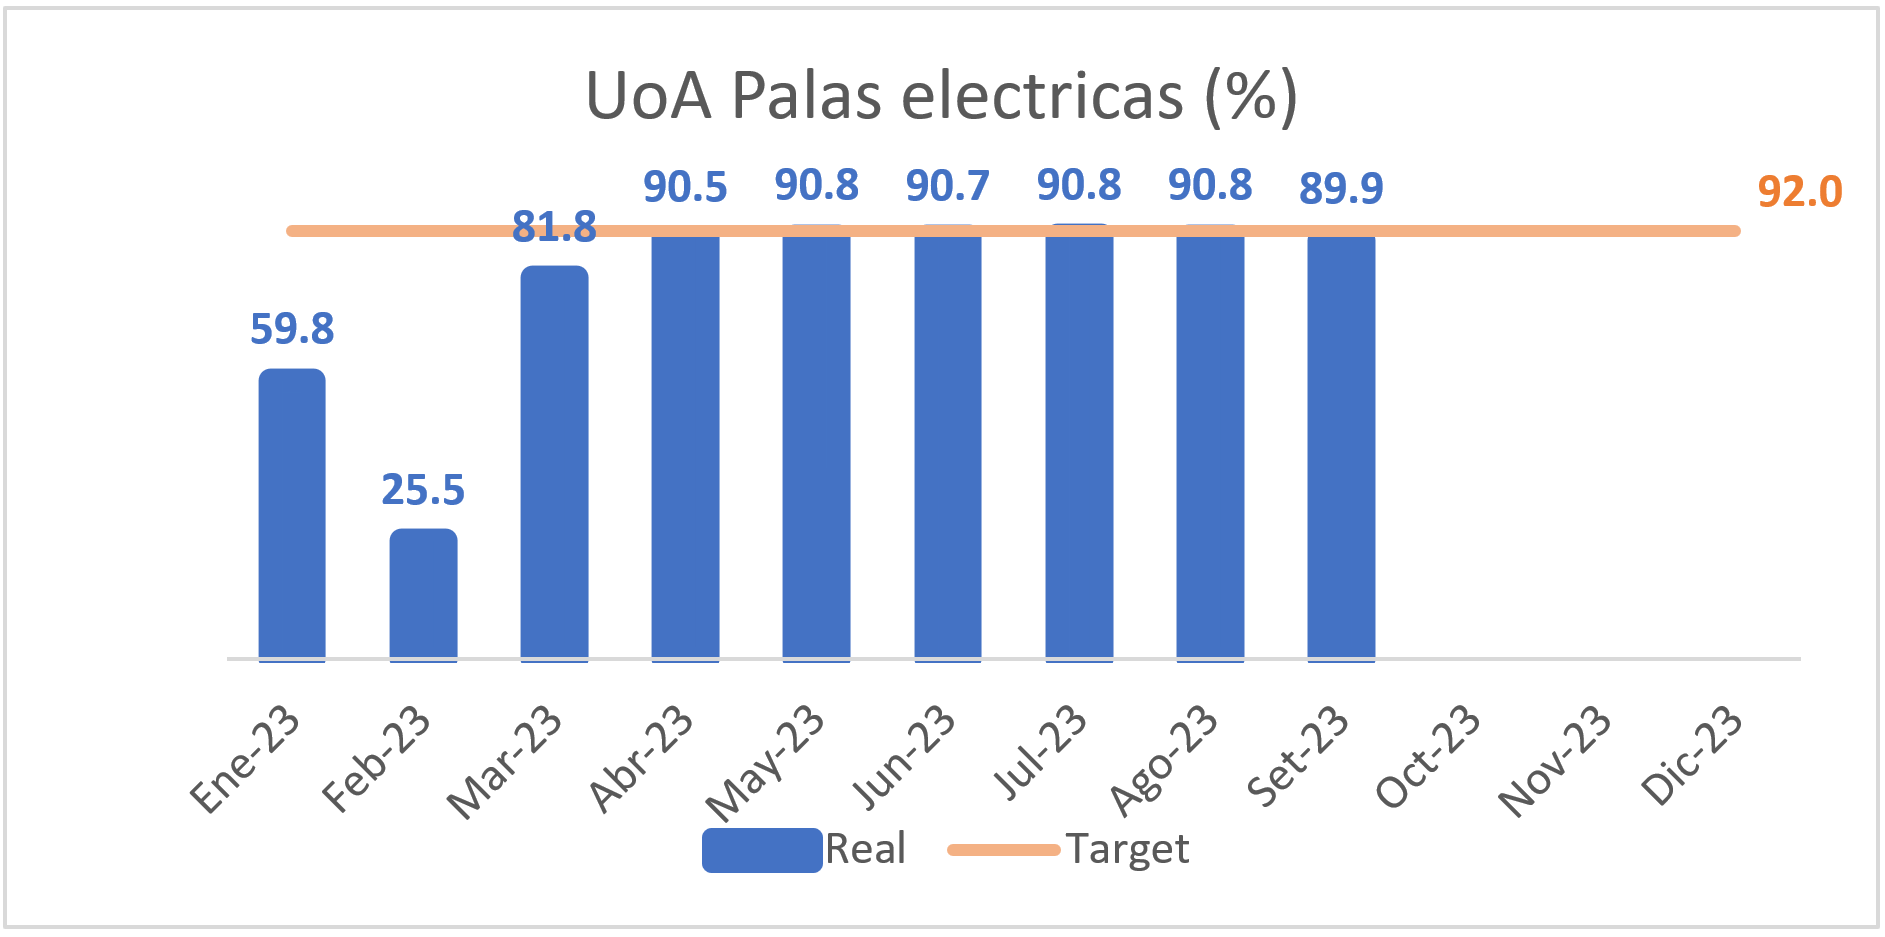 UoA Palas electricas (%)
59.8
25.5
81.8
90.5
90.8
90.7
90.8
90.8
89.9
92.0
Ene-23
Feb-23
Mar-23
Abr-23
May-23
Jun-23
Jul-23
Ago-23
Set-23
Oct-23
Nov-23
Dic-23
Real
Target